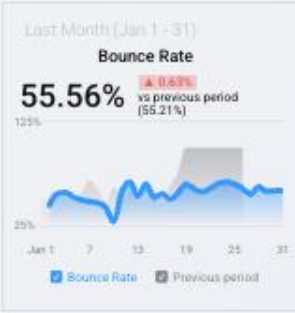 Last Month (Jan 1 - 31)
Bounce Rate
55.56%
▲ 0.63%
vs previous period
(55.21%)
125%
25%
Jan 1 7 13 19 25 31
Bounce Rate Previous period